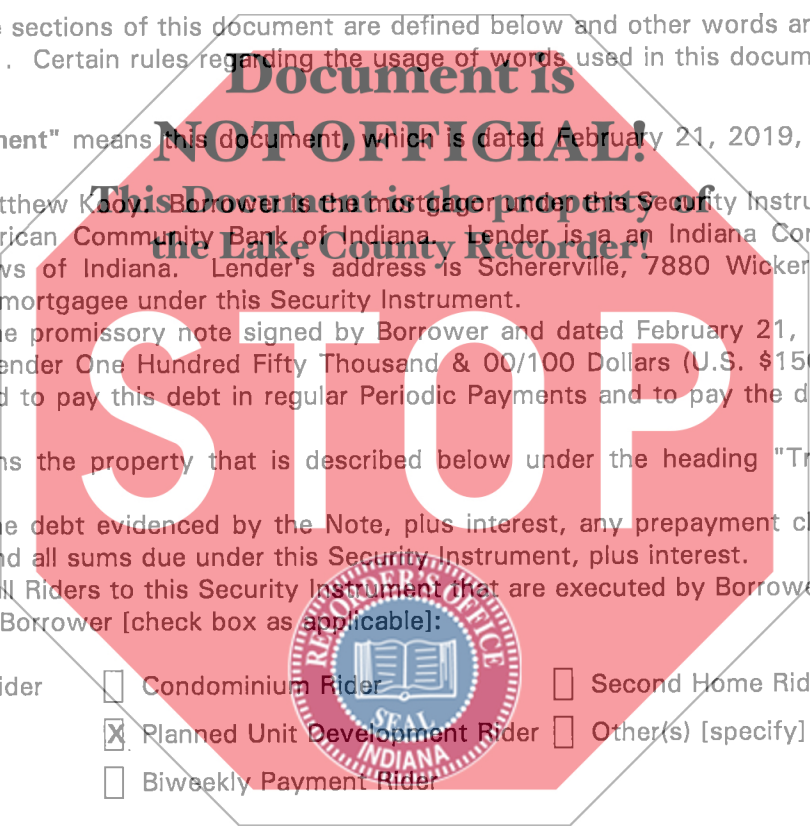 e sections of this document are defined below and other words ar
. Certain rules regarding the usage of words used in this docum
Document is
ment" means this document, which is dated February 21, 2019,
NOT OFFICIAL!
tthew Kooy. Borrower is the mortgagor under this Security Instru
This Document is the property of
rican Community Bank of Indiana. Lender is a an Indiana Cor
the Lake County Recorder!
ws of Indiana. Lender's address is Schererville, 7880 Wicker
mortgagee under this Security Instrument.
e promissory note signed by Borrower and dated February 21,
ender One Hundred Fifty Thousand & 00/100 Dollars (U.S. $150
d to pay this debt in regular Periodic Payments and to pay the d
STOP
ns the property that is described below under the heading "Tr
e debt evidenced by the Note, plus interest, any prepayment c
nd all sums due under this Security Instrument, plus interest.
ll Riders to this Security Instrument that are executed by Borrowe
Borrower [check box as applicable]:
RECORDER'S OFFICE
ider Condominium Rider Second Home Rid
SEAL
X Planned Unit Development Rider Other(s) [specify]
INDIANA
Biweekly Payment Rider